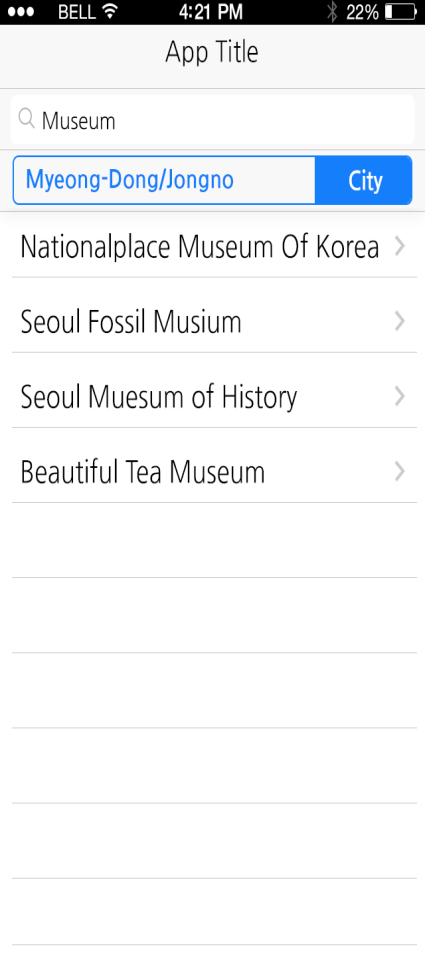 BELL 4:21 PM 22%
App Title
Museum
Myeong-Dong/Jongno City
Nationalplace Museum Of Korea
Seoul Fossil Musium
Seoul Muesum of History
Beautiful Tea Museum